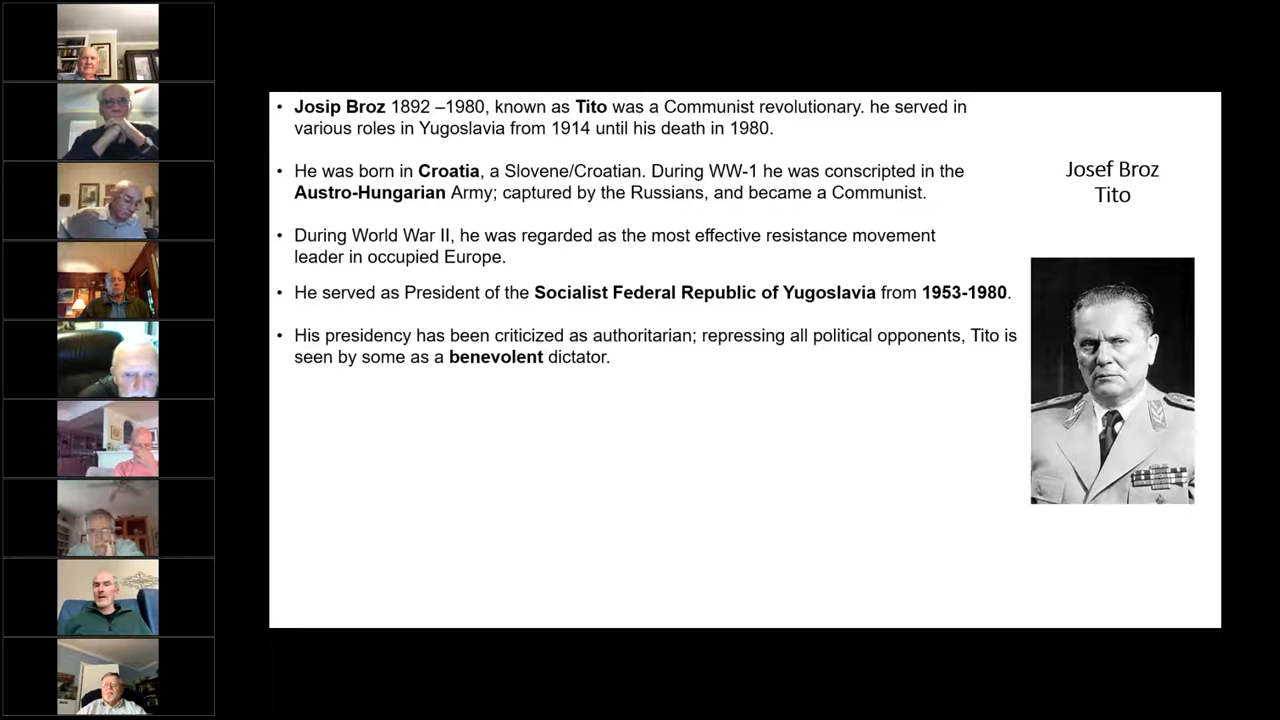 • Josip Broz 1892 –1980, known as Tito was a Communist revolutionary. he served in
various roles in Yugoslavia from 1914 until his death in 1980.
• He was born in Croatia, a Slovene/Croatian. During WW-1 he was conscripted in the
Austro-Hungarian Army; captured by the Russians, and became a Communist.
• During World War II, he was regarded as the most effective resistance movement
leader in occupied Europe.
• He served as President of the Socialist Federal Republic of Yugoslavia from 1953-1980.
• His presidency has been criticized as authoritarian; repressing all political opponents, Tito is
seen by some as a benevolent dictator.
Josef Broz
Tito